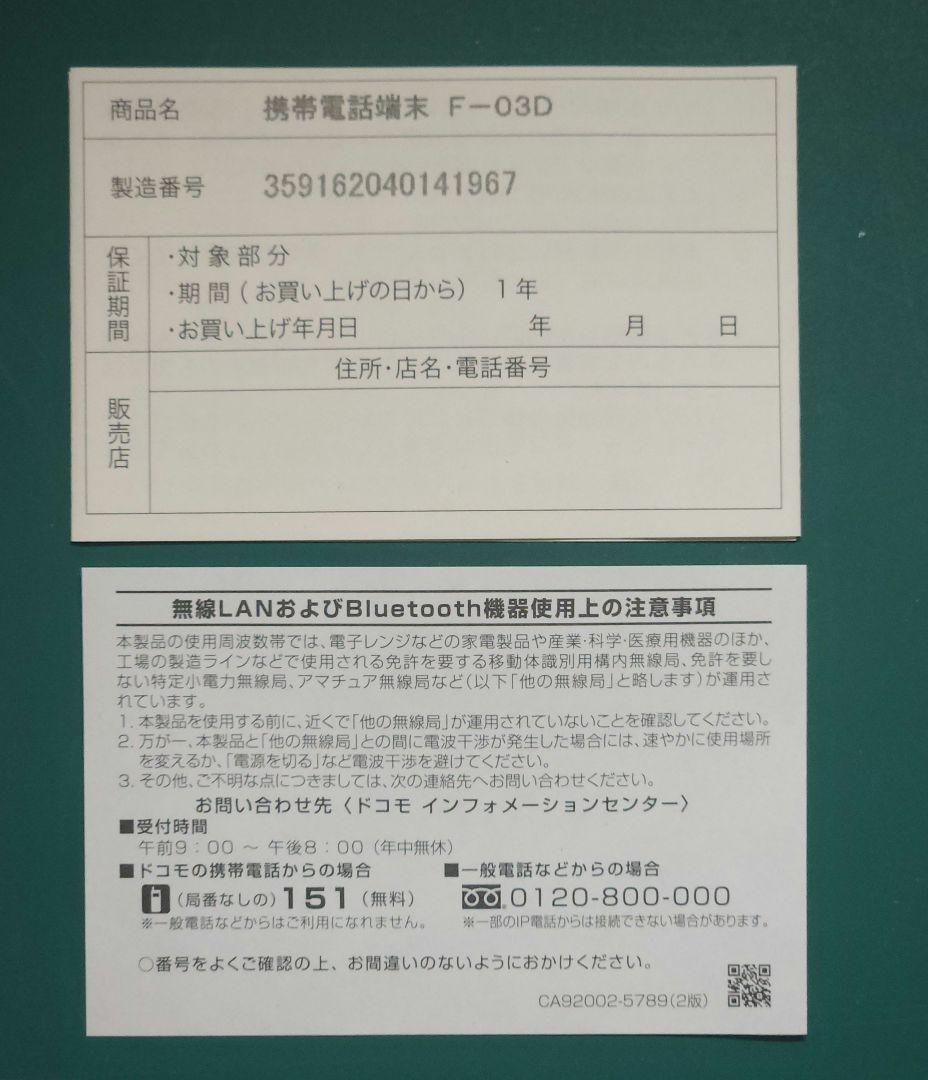 商品名 携帯電話端末 F－03D
製造番号 359162040141967
保証期間
・対象部分
・期間(お買い上げの日から) 1年
・お買い上げ年月日 年 月 日
販売店
住所・店名・電話番号
無線LANおよびBluetooth機器使用上の注意事項
本製品の使用周波数帯では、電子レンジなどの家電製品や産業・科学・医療用機器のほか、
工場の製造ラインなどで使用される免許を要する移動体識別用構内無線局、免許を要し
ない特定小電力無線局、アマチュア無線局など(以下「他の無線局」と略します)が運用さ
れています。
1. 本製品を使用する前に、近くで「他の無線局」が運用されていないことを確認してください。
2. 万が一、本製品と「他の無線局」との間に電波干渉が発生した場合には、速やかに使用場所
を変えるか、「電源を切る」など電波干渉を避けてください。
3. その他、ご不明な点につきましては、次の連絡先へお問い合わせください。
お問い合わせ先〈ドコモ インフォメーションセンター〉
■受付時間
午前9：00 ～ 午後8：00(年中無休)
■ドコモの携帯電話からの場合
(局番なしの)151(無料)
※一般電話などからはご利用になれません。
■一般電話などからの場合
0120-800-000
※一部のIP電話からは接続できない場合があります。
○番号をよくご確認の上、お間違いのないようにおかけください。
CA92002-5789(2版)